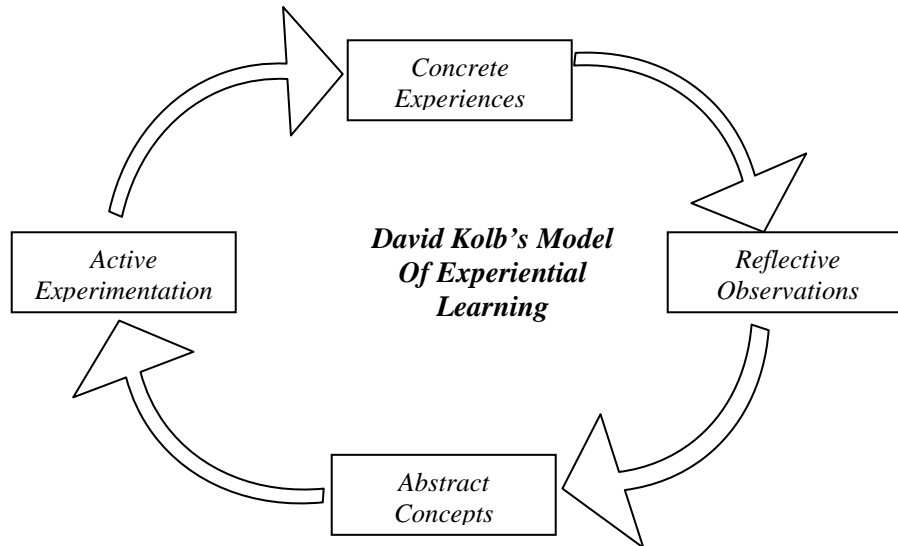 Concrete
Experiences
David Kolb’s Model
Of Experiential
Learning
Active
Experimentation
Reflective
Observations
Abstract
Concepts